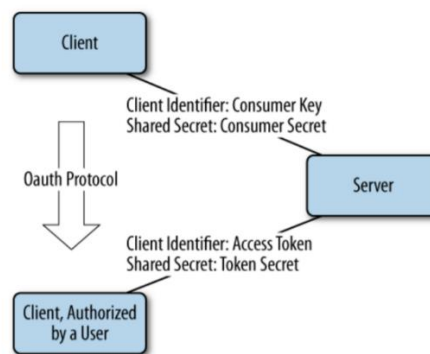 Client
Client Identifier: Consumer Key
Shared Secret: Consumer Secret
Oauth Protocol
Server
Client Identifier: Access Token
Shared Secret: Token Secret
Client, Authorized
by a User